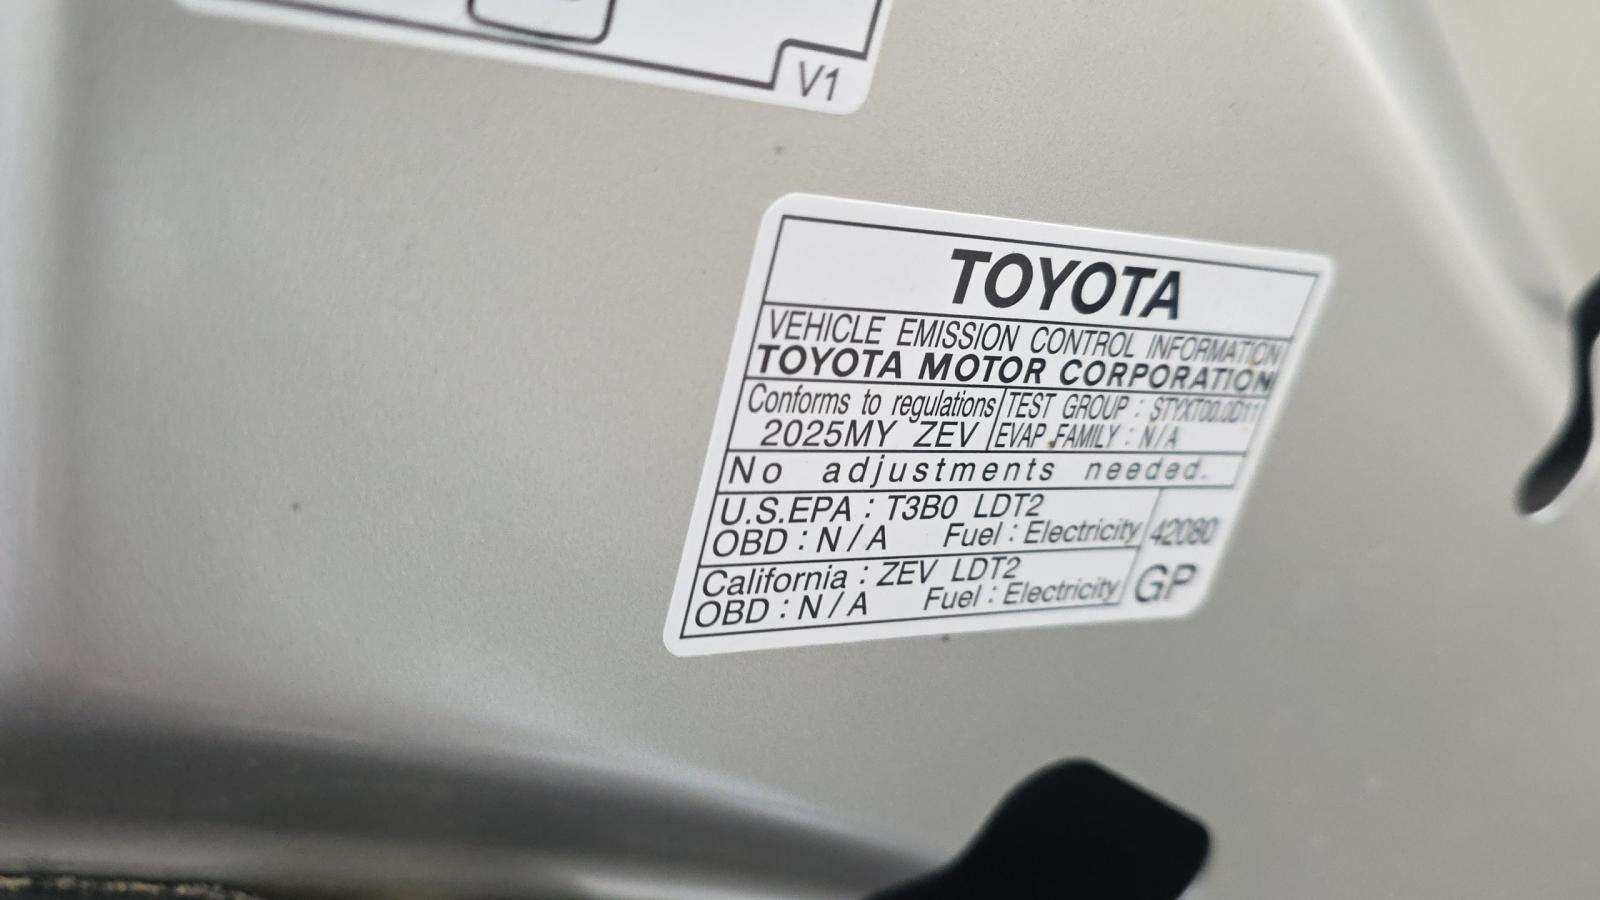 V1
TOYOTA
VEHICLE EMISSION CONTROL INFORMATION
TOYOTA MOTOR CORPORATION
Conforms to regulations TEST GROUP : STYXT00.0D11
2025MY ZEV EVAP FAMILY : N/A
No adjustments needed.
U.S.EPA : T3B0 LDT2
OBD : N/A Fuel : Electricity 42080
California : ZEV LDT2
OBD : N/A Fuel : Electricity GP